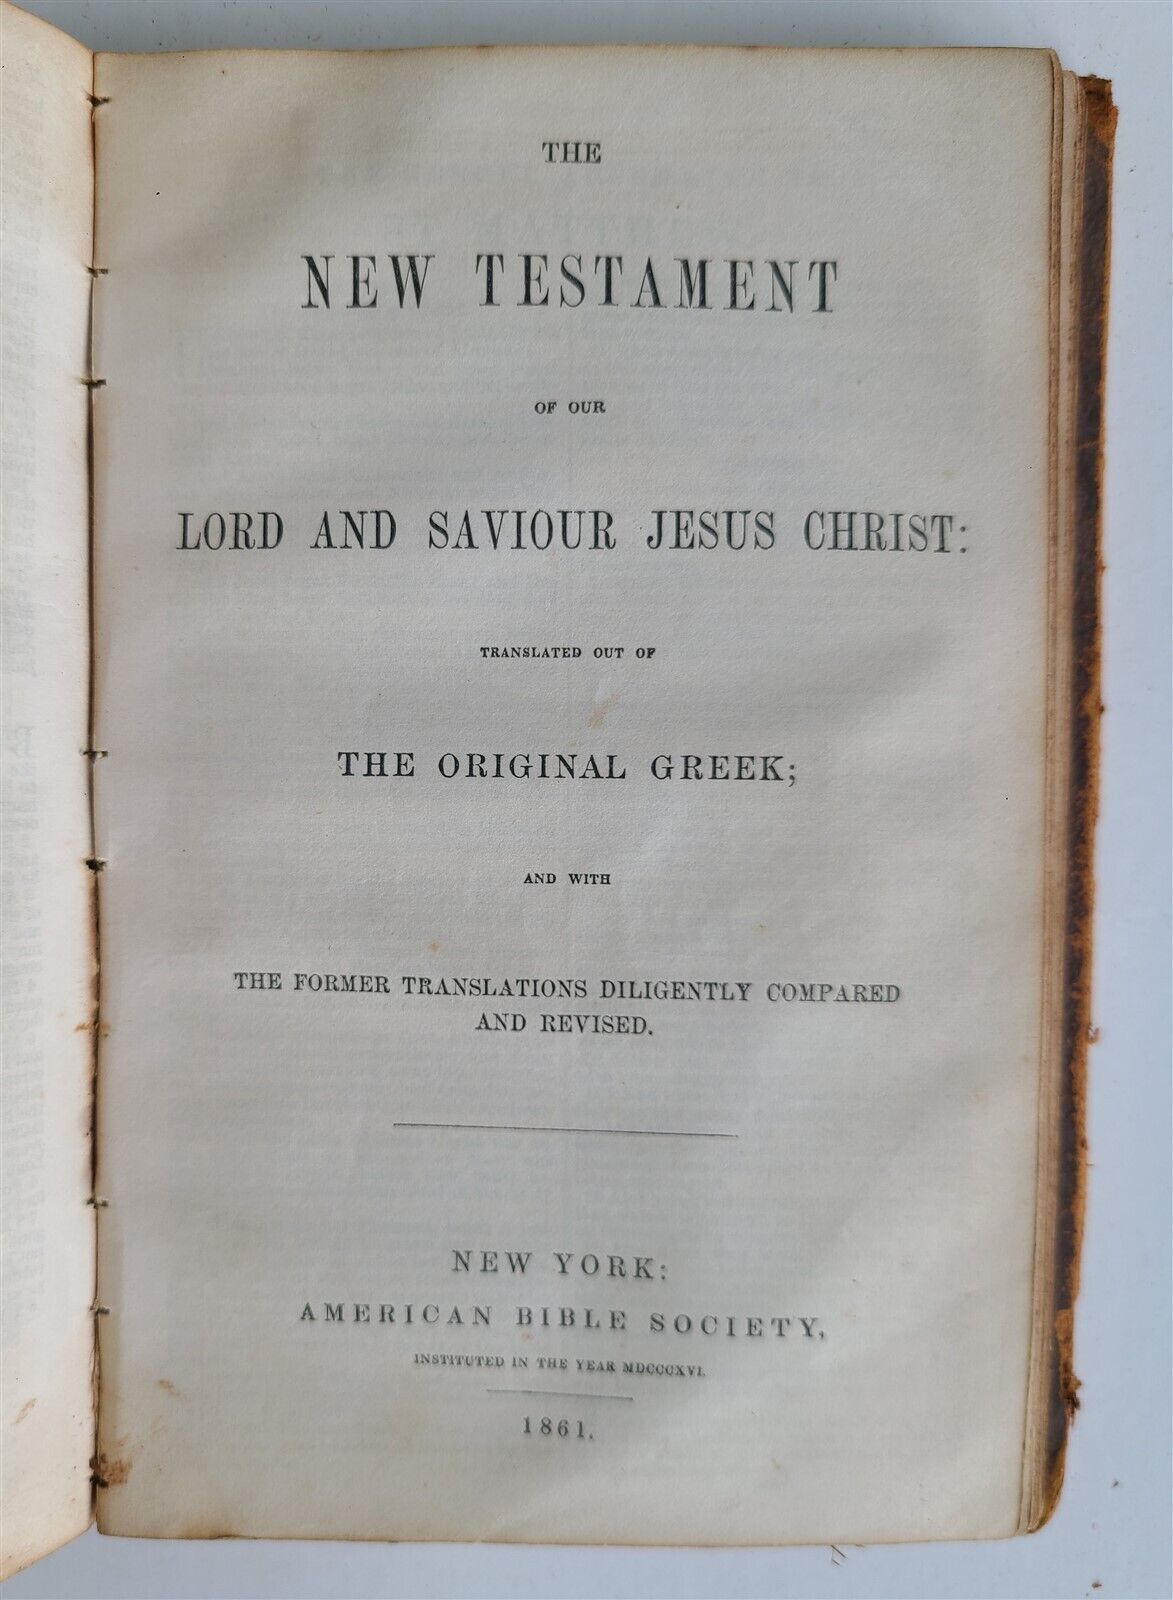 THE
NEW TESTAMENT
OF OUR
LORD AND SAVIOUR JESUS CHRIST:
TRANSLATED OUT OF
THE ORIGINAL GREEK;
AND WITH
THE FORMER TRANSLATIONS DILIGENTLY COMPARED
AND REVISED.
NEW YORK:
AMERICAN BIBLE SOCIETY,
INSTITUTED IN THE YEAR MDCCCXVI.
1861.